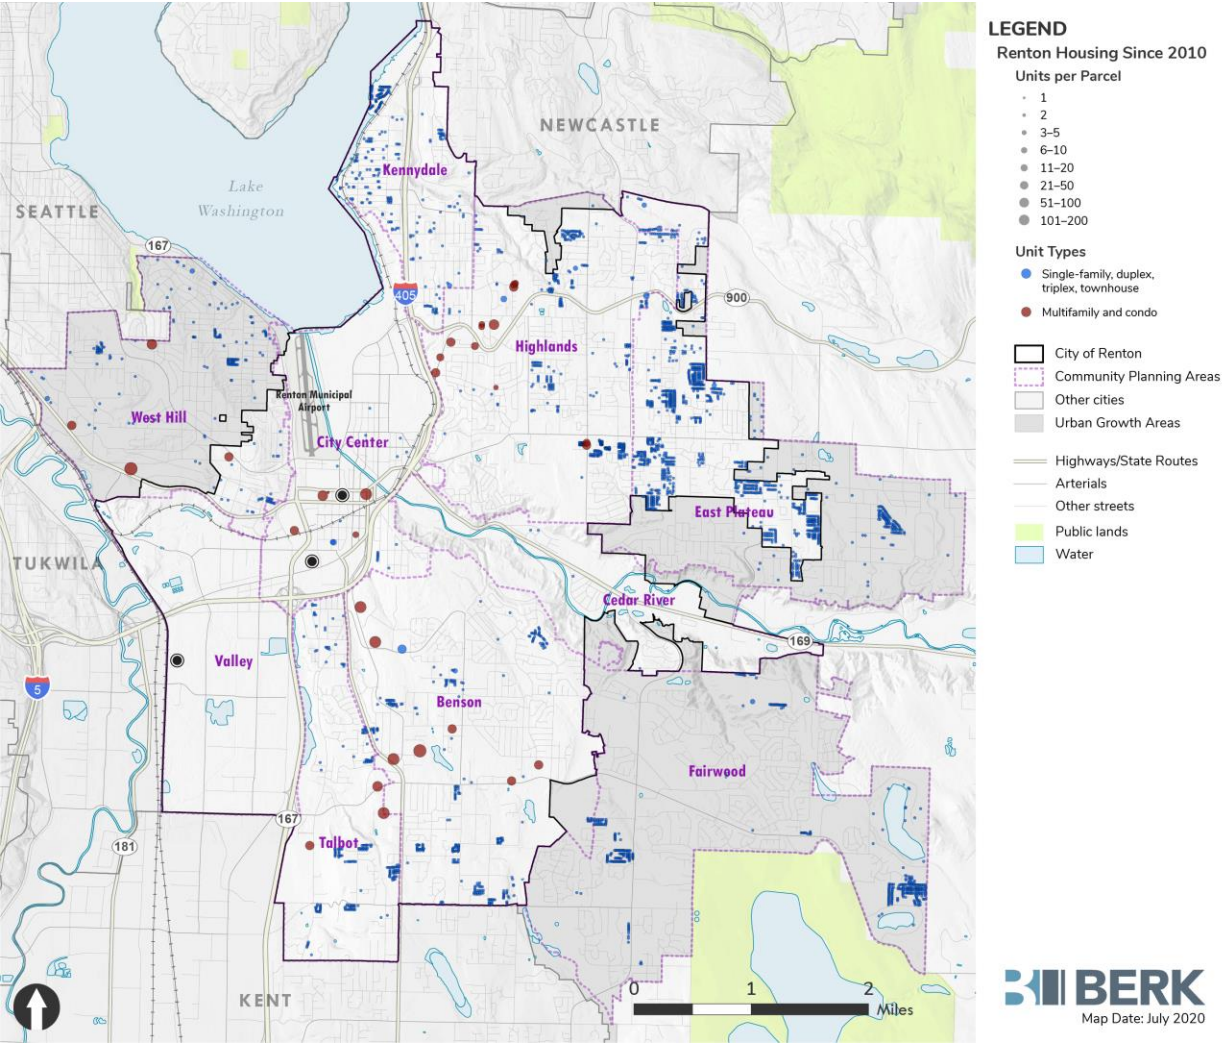 LEGEND
Renton Housing Since 2010
Units per Parcel
1
2
3–5
6–10
11–20
21–50
51–100
101–200
Unit Types
Single-family, duplex,
triplex, townhouse
Multifamily and condo
City of Renton
Community Planning Areas
Other cities
Urban Growth Areas
Highways/State Routes
Arterials
Other streets
Public lands
Water
NEWCASTLE
Kennydale
Lake
Washington
SEATTLE
167
405
900
Highlands
Renton Municipal
Airport
West Hill
City Center
East Plateau
TUKWILA
Cedar River
169
Valley
5
Benson
Fairwood
167
Talbot
181
KENT
0 1 2
Miles
BERK
Map Date: July 2020